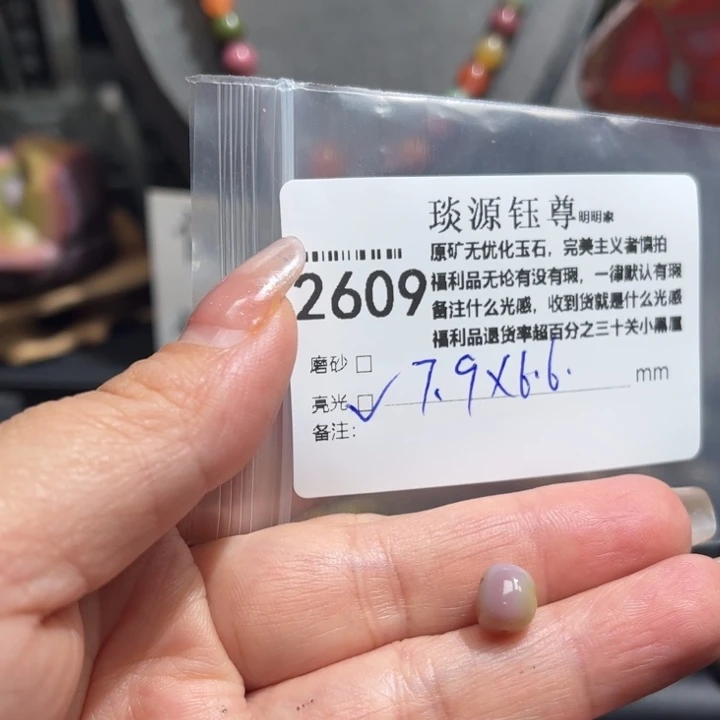 琰源钰尊明明家
原矿无优化玉石，完美主义者慎拍
2609
福利品无论有没有瑕，一律默认有瑕
备注什么光感，收到货就是什么光感
福利品退货率超百分之三十关小黑屋
磨砂 □
亮光 □ ✓ 7.9×6.6. mm
备注: